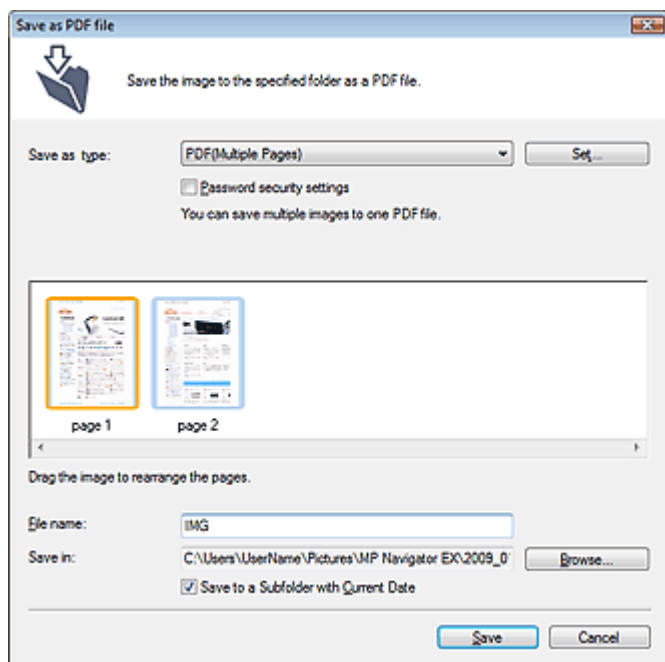 Save as PDF file
Save the image to the specified folder as a PDF file.
Save as type: PDF(Multiple Pages) Set...
Password security settings
You can save multiple images to one PDF file.
page 1 page 2
Drag the image to rearrange the pages.
File name: IMG
Save in: C:\Users\UserName\Pictures\MP Navigator EX\2009_0 Browse...
Save to a Subfolder with Current Date
Save Cancel